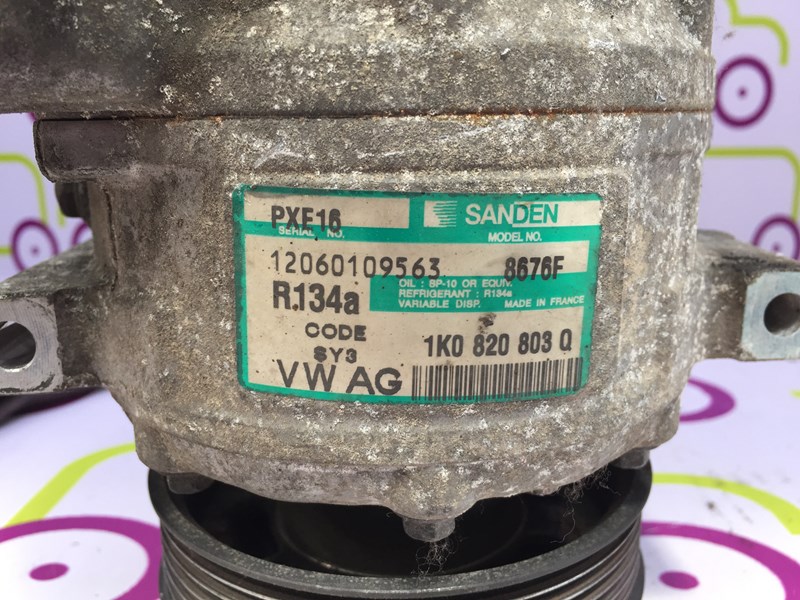 PXE16 SANDEN
SERIAL NO. MODEL NO.
12060109563 8676F
R.134a
OIL : SP-10 OR EQUIV.
REFRIGERANT : R134a
VARIABLE DISP. MADE IN FRANCE
CODE
SY3
1K0 820 803 Q
VW AG